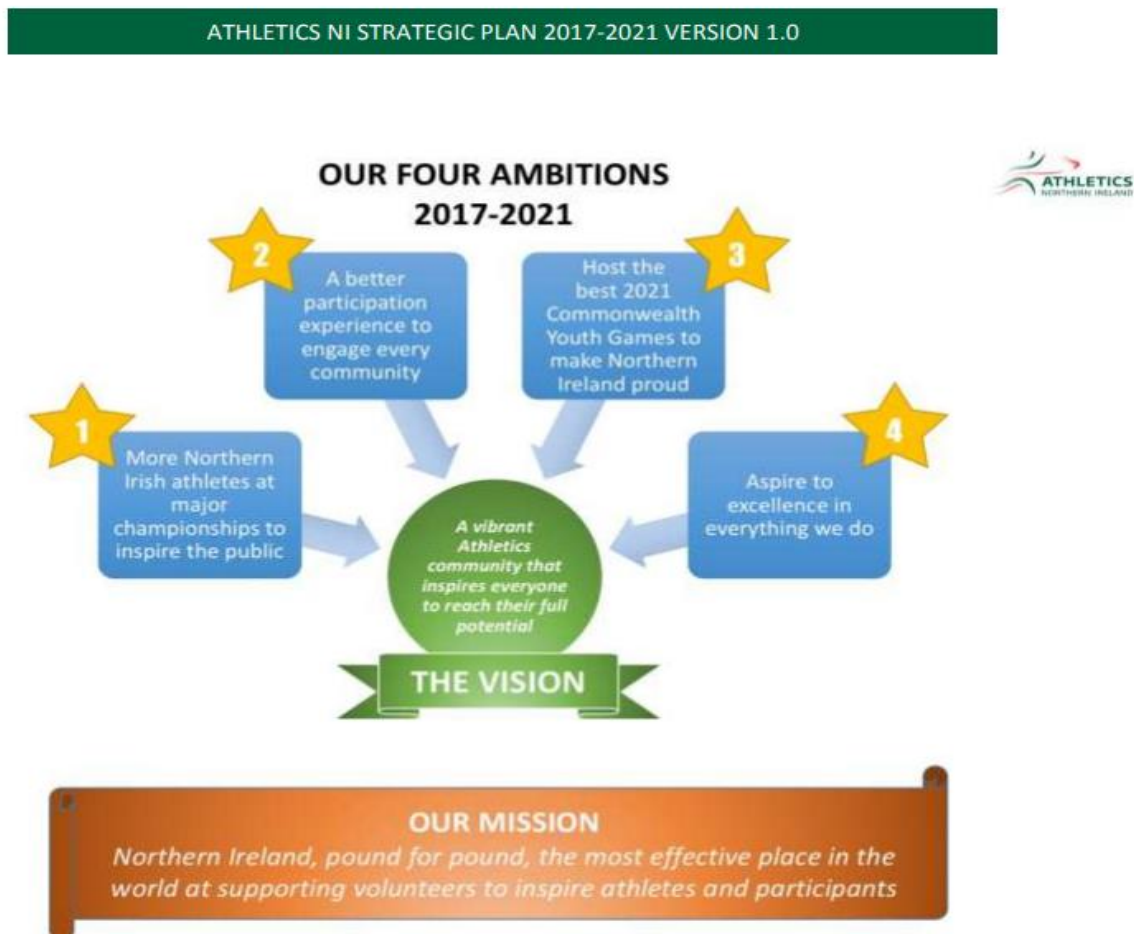 ATHLETICS NI STRATEGIC PLAN 2017-2021 VERSION 1.0
ATHLETICS
NORTHERN IRELAND
OUR FOUR AMBITIONS
2017-2021
1
More Northern
Irish athletes at
major
championships to
inspire the public
2
A better
participation
experience to
engage every
community
3
Host the
best 2021
Commonwealth
Youth Games to
make Northern
Ireland proud
4
Aspire to
excellence in
everything we do
A vibrant
Athletics
community that
inspires everyone
to reach their full
potential
THE VISION
OUR MISSION
Northern Ireland, pound for pound, the most effective place in the
world at supporting volunteers to inspire athletes and participants